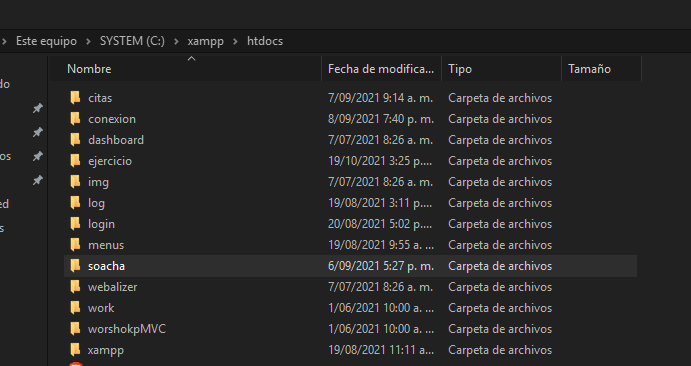 Este equipo > SYSTEM (C:) > xampp > htdocs
Nombre Fecha de modifica... Tipo Tamaño
do
citas 7/09/2021 9:14 a. m. Carpeta de archivos
conexion 8/09/2021 7:40 p. m. Carpeta de archivos
dashboard 7/07/2021 8:26 a. m. Carpeta de archivos
os ejercicio 19/10/2021 3:25 p.... Carpeta de archivos
img 7/07/2021 8:26 a. m. Carpeta de archivos
ed log 19/08/2021 3:11 p.... Carpeta de archivos
s login 20/08/2021 5:02 p.... Carpeta de archivos
menus 19/08/2021 9:55 a. ... Carpeta de archivos
soacha 6/09/2021 5:27 p. m. Carpeta de archivos
webalizer 7/07/2021 8:26 a. m. Carpeta de archivos
work 1/06/2021 10:00 a. ... Carpeta de archivos
worshokpMVC 1/06/2021 10:00 a. ... Carpeta de archivos
xampp 19/08/2021 11:11 a.... Carpeta de archivos